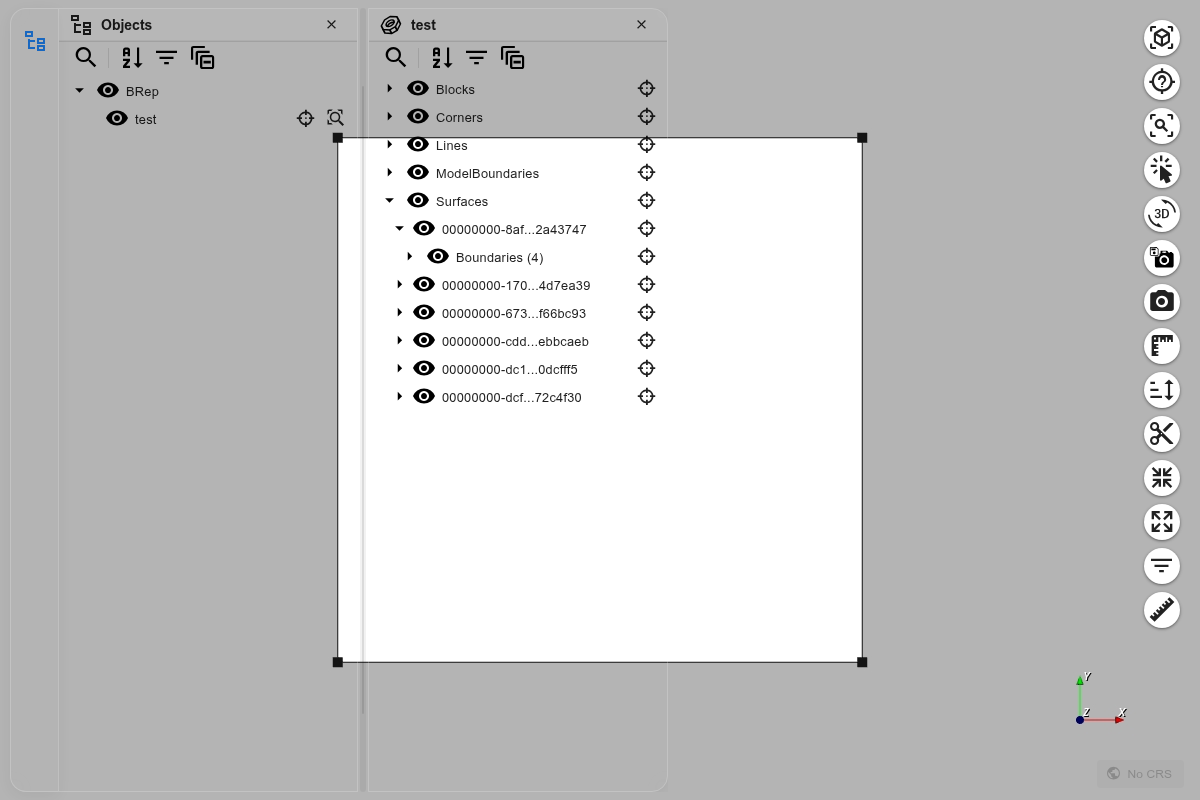 Objects
BRep
test
test
Blocks
Corners
Lines
ModelBoundaries
Surfaces
00000000-8af...2a43747
Boundaries (4)
00000000-170...4d7ea39
00000000-673...f66bc93
00000000-cdd...ebbcaeb
00000000-dc1...0dcfff5
00000000-dcf...72c4f30
3D
Y
Z X
No CRS